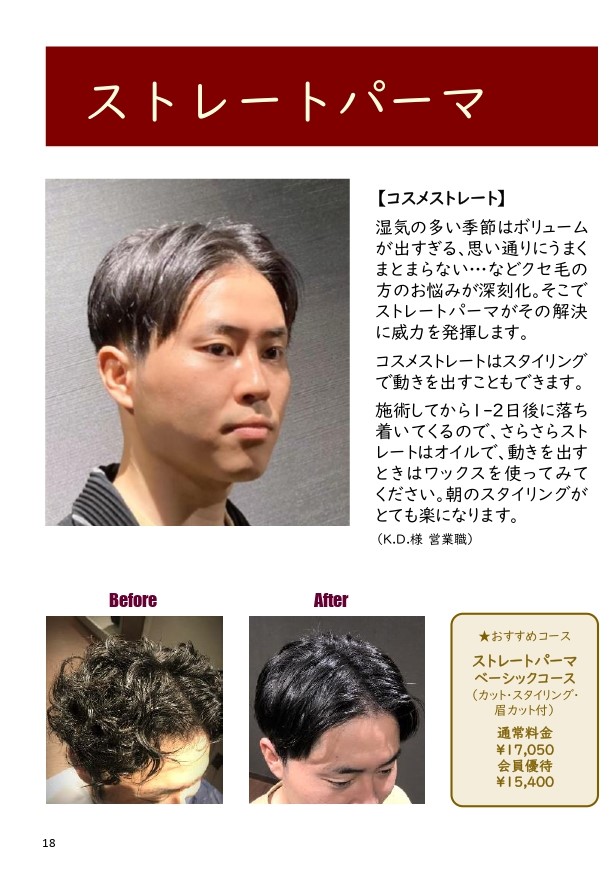 ストレートパーマ
【コスメストレート】
湿気の多い季節はボリューム
が出すぎる、思い通りにうまく
まとまらない…などクセ毛の
方のお悩みが深刻化。そこで
ストレートパーマがその解決
に威力を発揮します。
コスメストレートはスタイリング
で動きを出すこともできます。
施術してから1-2日後に落ち
着いてくるので、さらさらスト
レートはオイルで、動きを出す
ときはワックスを使ってみて
ください。朝のスタイリングが
とても楽になります。
（K.D.様 営業職）
Before
After
★おすすめコース
ストレートパーマ
ベーシックコース
（カット・スタイリング・
眉カット付）
通常料金
¥17,050
会員優待
¥15,400
18